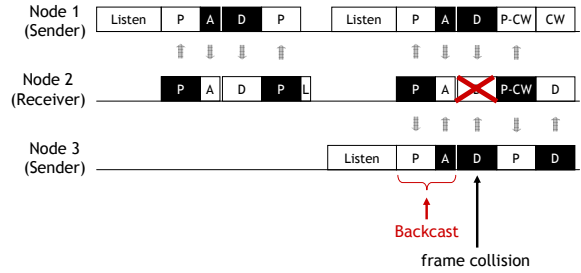 Node 1
(Sender)
Listen P A D P Listen P A D P-CW CW
Node 2
(Receiver)
P A D P L P A P-CW D
Node 3
(Sender)
Listen P A D P D
Backcast
frame collision